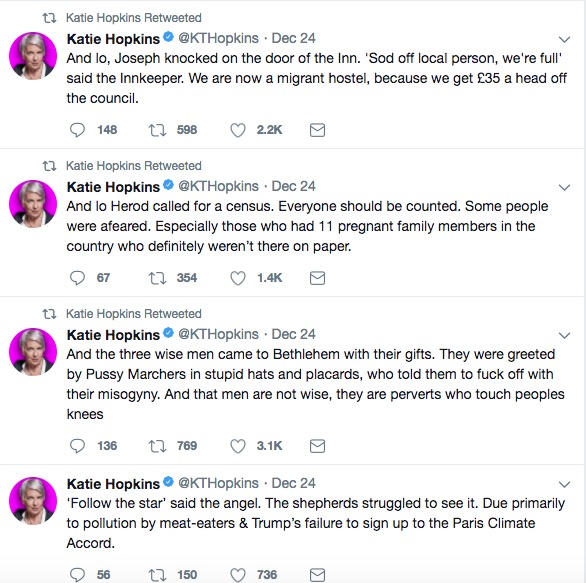 Katie Hopkins Retweeted
Katie Hopkins @KTHopkins · Dec 24
And lo, Joseph knocked on the door of the Inn. 'Sod off local person, we're full'
said the Innkeeper. We are now a migrant hostel, because we get £35 a head off
the council.
148 598 2.2K
Katie Hopkins Retweeted
Katie Hopkins @KTHopkins · Dec 24
And lo Herod called for a census. Everyone should be counted. Some people
were afeared. Especially those who had 11 pregnant family members in the
country who definitely weren't there on paper.
67 354 1.4K
Katie Hopkins Retweeted
Katie Hopkins @KTHopkins · Dec 24
And the three wise men came to Bethlehem with their gifts. They were greeted
by Pussy Marchers in stupid hats and placards, who told them to fuck off with
their misogyny. And that men are not wise, they are perverts who touch peoples
knees
136 769 3.1K
Katie Hopkins @KTHopkins · Dec 24
'Follow the star' said the angel. The shepherds struggled to see it. Due primarily
to pollution by meat-eaters & Trump's failure to sign up to the Paris Climate
Accord.
56 150 736